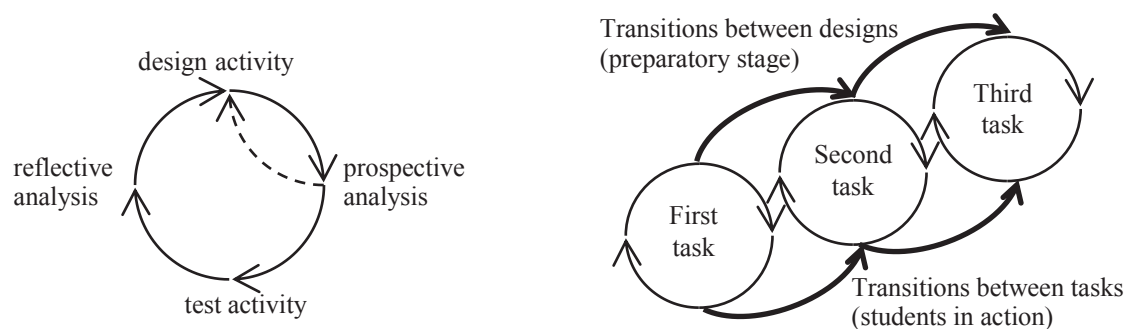 design activity
reflective
analysis
prospective
analysis
test activity
Transitions between designs
(preparatory stage)
Third
task
Second
task
First
task
Transitions between tasks
(students in action)